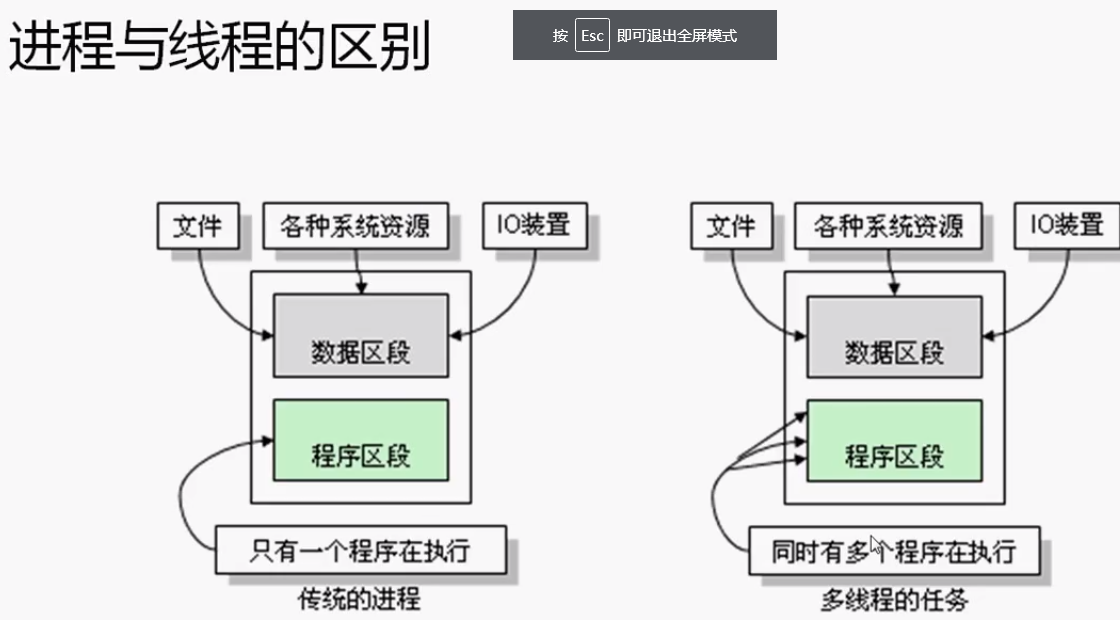 进程与线程的区别
按 Esc 即可退出全屏模式
文件 各种系统资源 IO装置 文件 各种系统资源 IO装置
数据区段 数据区段
程序区段 程序区段
只有一个程序在执行 同时有多个程序在执行
传统的进程 多线程的任务